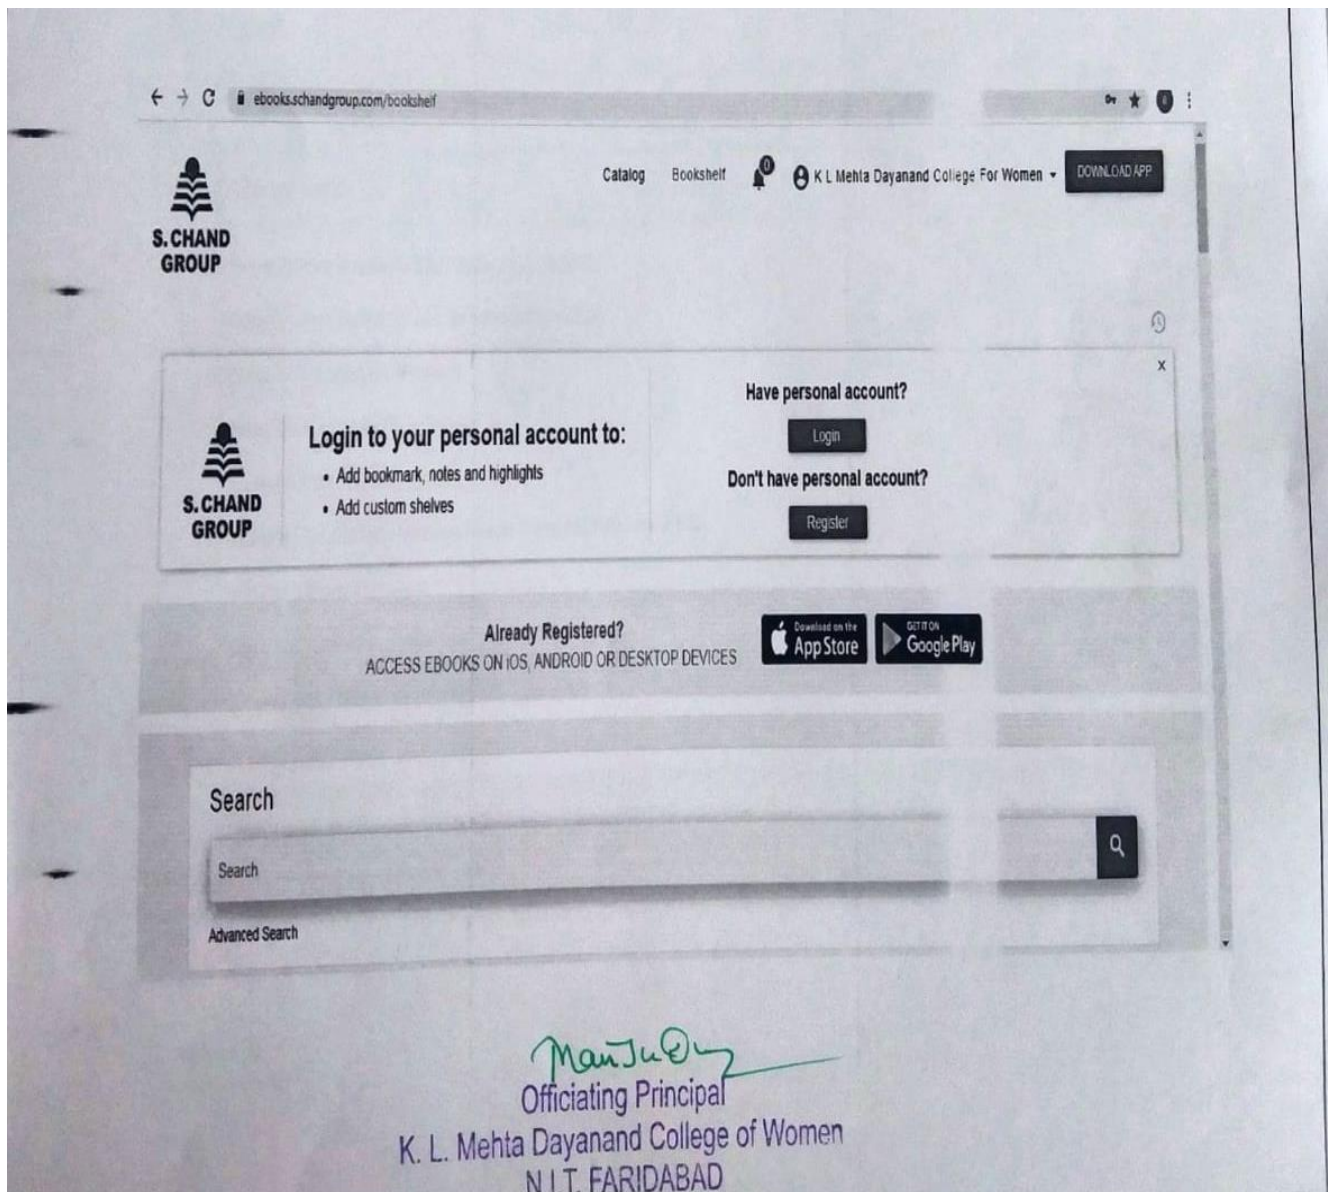 ebooks.schandgroup.com/bookshelf
Catalog Bookshelf 0 K L Mehta Dayanand College For Women DOWNLOAD APP
S. CHAND
GROUP
x
Have personal account?
Login to your personal account to:
Login
• Add bookmark, notes and highlights
Don't have personal account?
• Add custom shelves
S. CHAND
GROUP
Register
Already Registered?
ACCESS EBOOKS ON iOS, ANDROID OR DESKTOP DEVICES
Download on the
App Store
GET IT ON
Google Play
Search
Search
Advanced Search
Officiating Principal
K. L. Mehta Dayanand College of Women
N.I.T. FARIDABAD